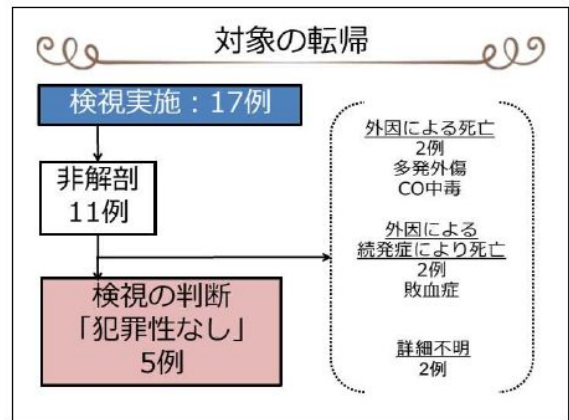 対象の転帰
検視実施：17例
非解剖
11例
検視の判断
「犯罪性なし」
5例
外因による死亡
2例
多発外傷
CO中毒
外因による
続発症により死亡
2例
敗血症
詳細不明
2例